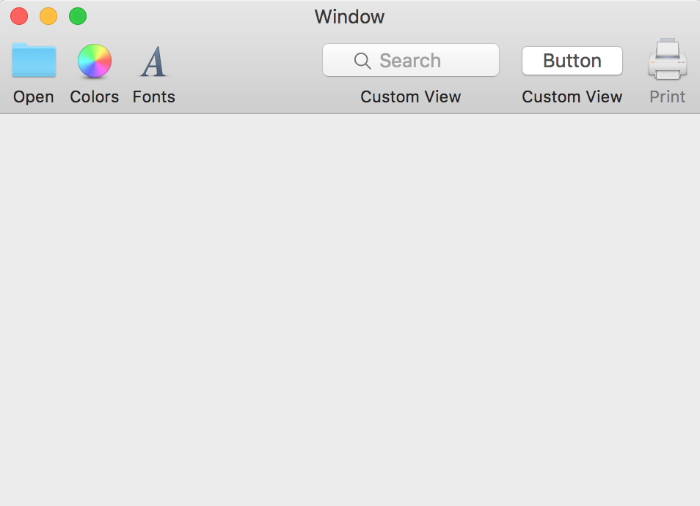 Window
Search
Button
Open Colors Fonts Custom View Custom View Print